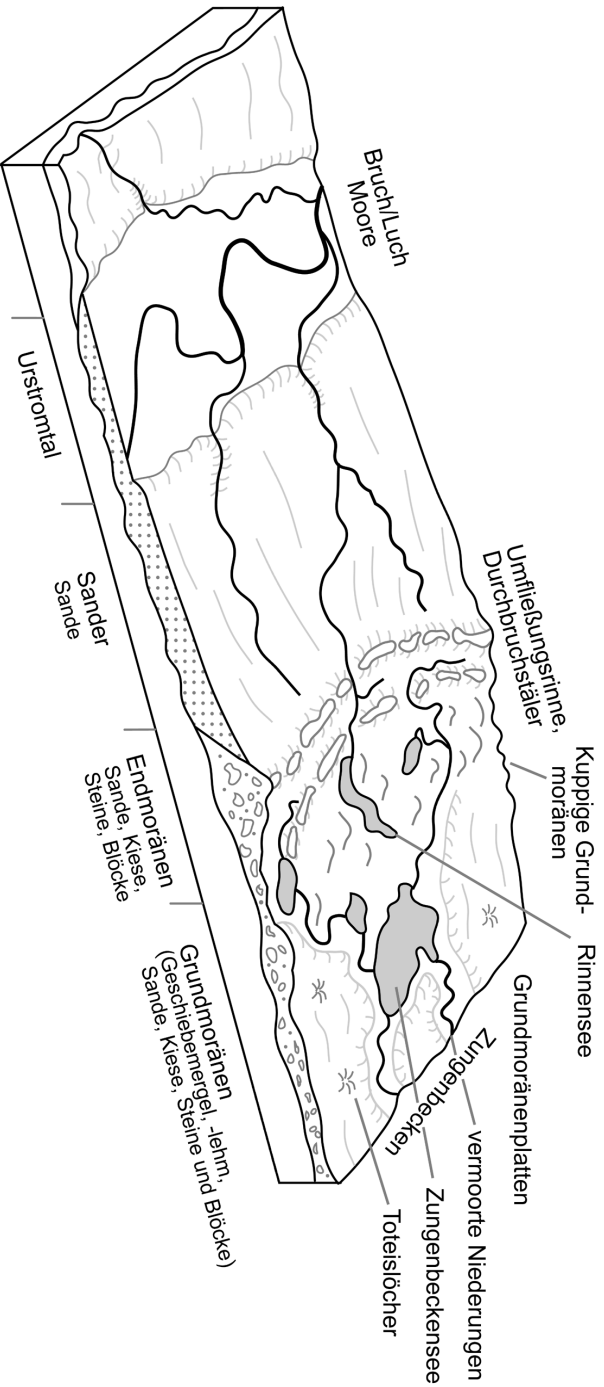 Bruch/Luch
Moore
Umfließungsrinne,
Durchbruchstäler
Kuppige Grund-
moränen
Rinnensee
Grundmoränenplatten
Zungenbecken
vermoorte Niederungen
Zungenbeckensee
Toteislöcher
Urstromtal
Sander
Sande
Endmoränen
Sande, Kiese,
Steine, Blöcke
Grundmoränen
(Geschiebemergel, -lehm,
Sande, Kiese, Steine und Blöcke)